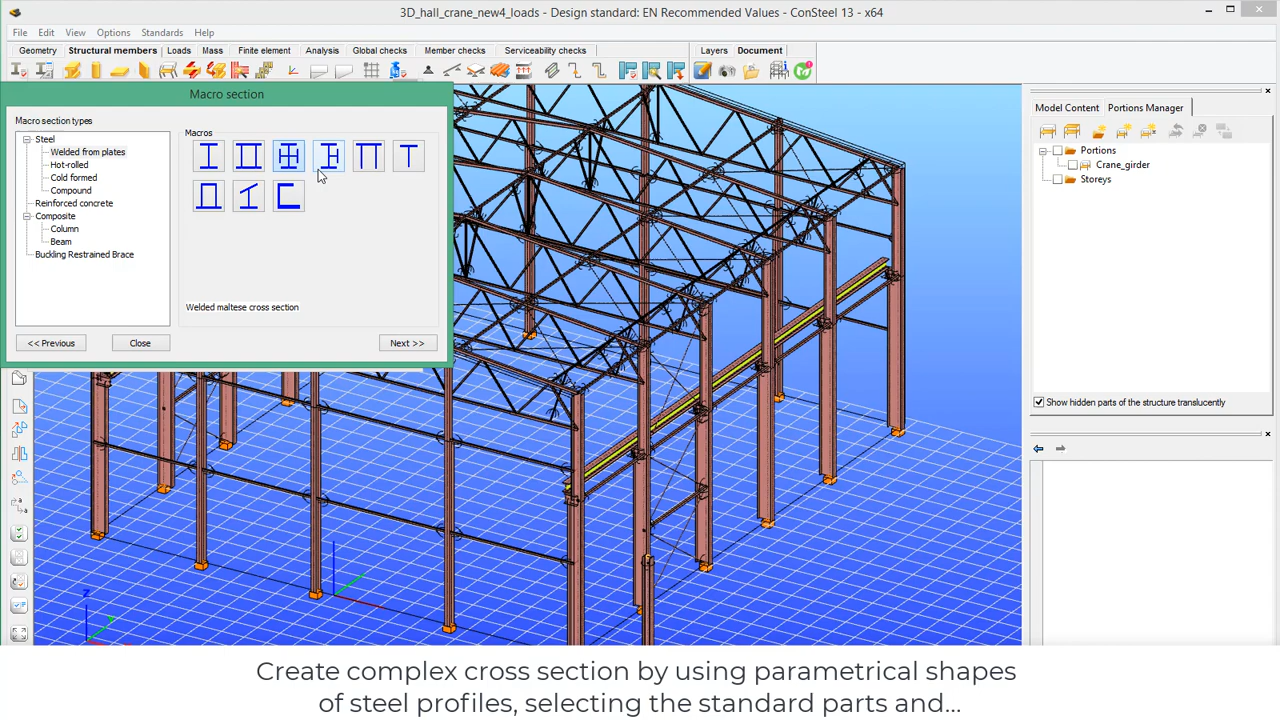 3D_hall_crane_new4_loads - Design standard: EN Recommended Values - ConSteel 13 - x64
File Edit View Options Standards Help
Geometry Structural members Loads Mass Finite element Analysis Global checks Member checks Serviceability checks Layers Document
Macro section
Macro section types
Steel
Welded from plates
Hot-rolled
Cold formed
Compound
Reinforced concrete
Composite
Column
Beam
Buckling Restrained Brace
Macros
Welded maltese cross section
<< Previous
Close
Next >>
Model Content Portions Manager
Portions
Crane_girder
Storeys
Show hidden parts of the structure translucently
Z
Create complex cross section by using parametrical shapes
of steel profiles, selecting the standard parts and...